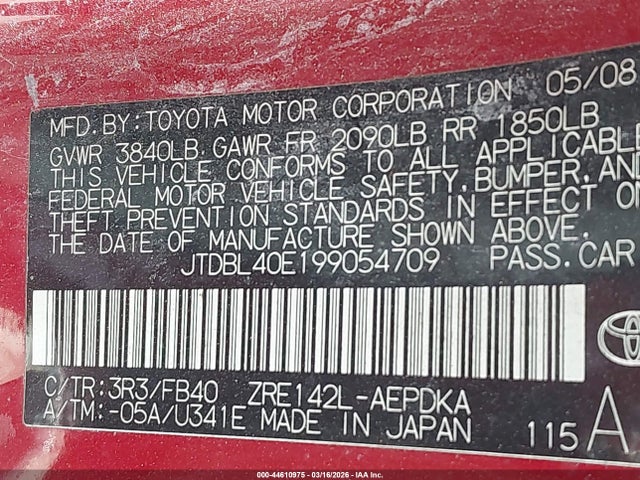 MFD. BY: TOYOTA MOTOR CORPORATION 05/08
GVWR 3840LB. GAWR FR 2090LB RR 1850LB
THIS VEHICLE CONFORMS TO ALL APPLICABLE
FEDERAL MOTOR VEHICLE SAFETY, BUMPER, AND
THEFT PREVENTION STANDARDS IN EFFECT ON
THE DATE OF MANUFACTURE SHOWN ABOVE.
JTDBL40E199054709 PASS. CAR
C/TR: 3R3/FB40 ZRE142L-AEPDKA
A/TM: -05A/U341E MADE IN JAPAN 115 A
000-44610975 | 03/16/2026 | IAA Inc.